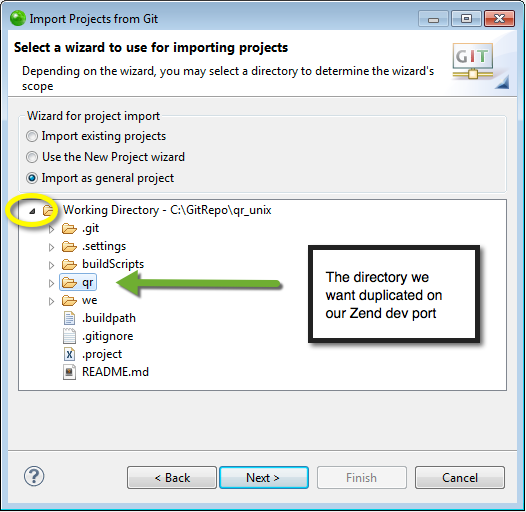 Import Projects from Git
Select a wizard to use for importing projects
Depending on the wizard, you may select a directory to determine the wizard's
scope
GIT
Wizard for project import
Import existing projects
Use the New Project wizard
Import as general project
Working Directory - C:\GitRepo\qr_unix
.git
.settings
buildScripts
qr
we
.buildpath
.gitignore
.project
README.md
The directory we
want duplicated on
our Zend dev port
?
< Back
Next >
Finish
Cancel